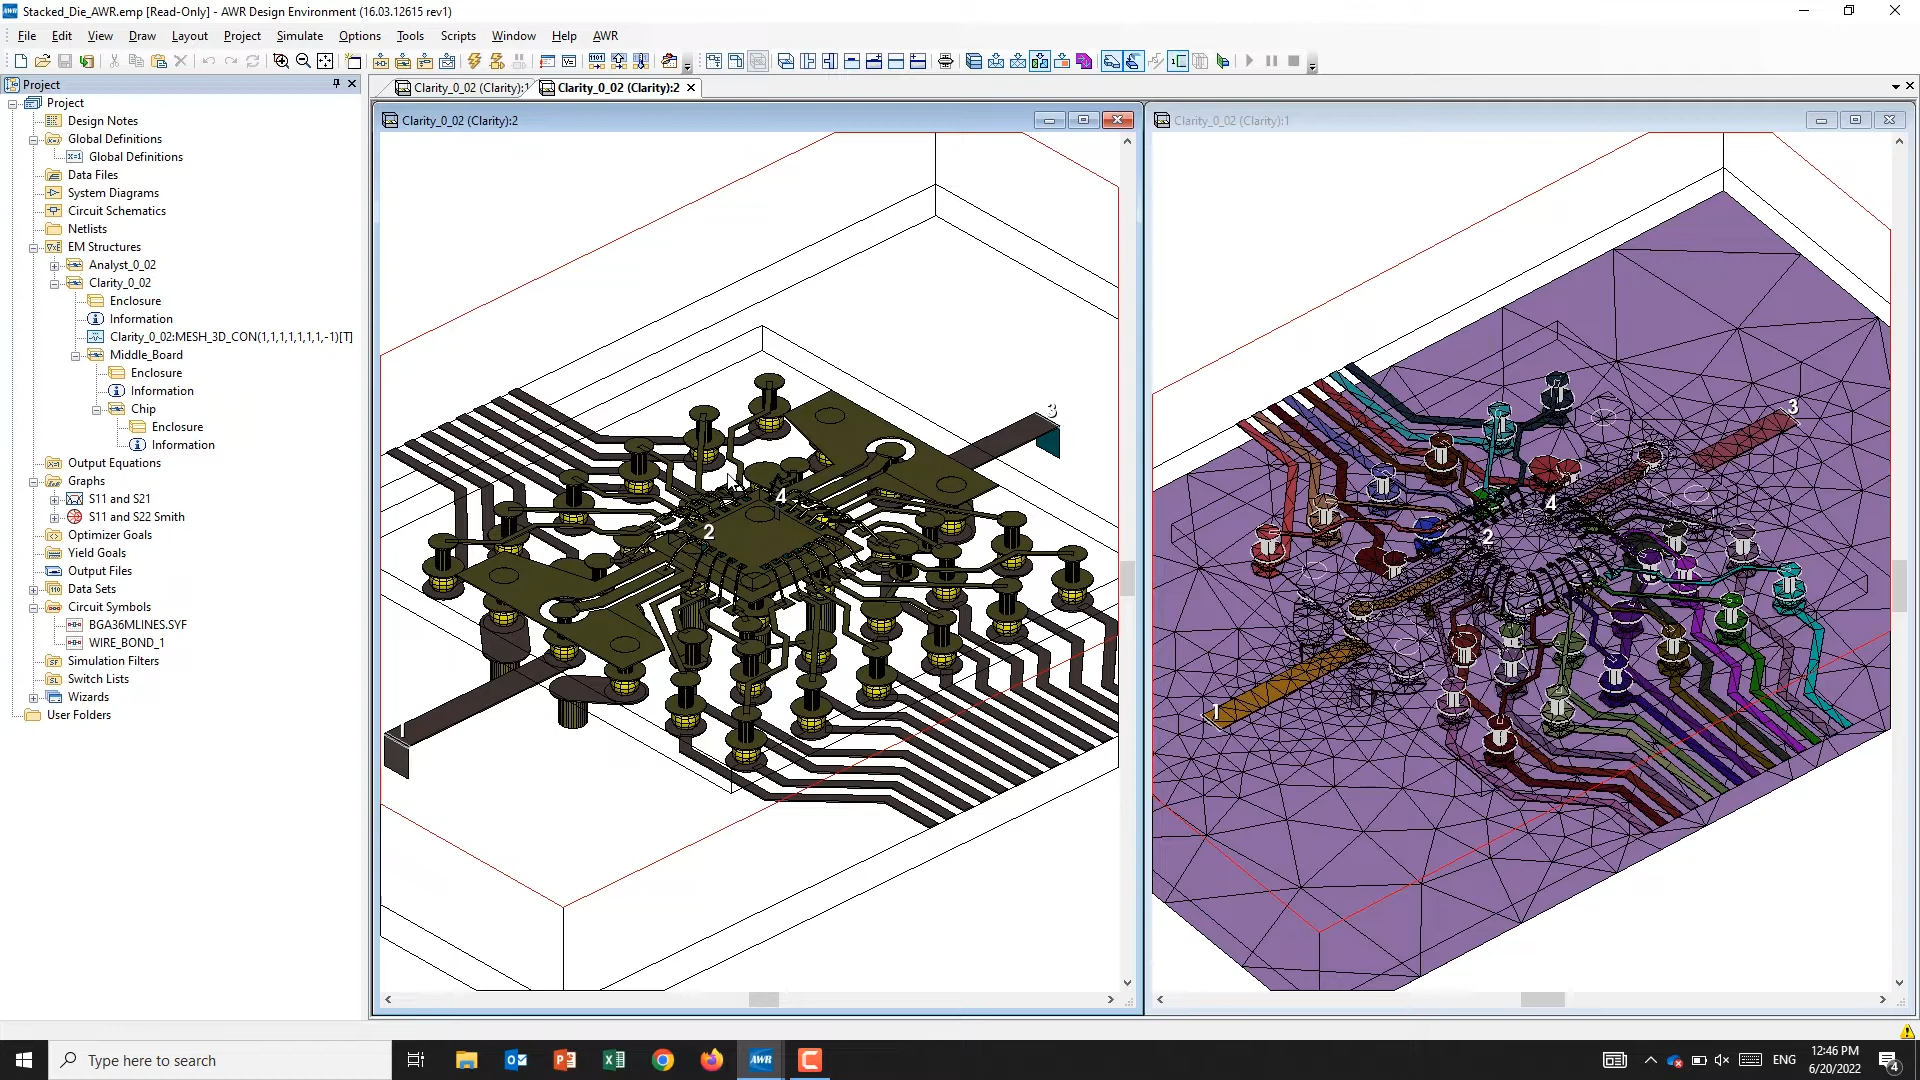 Stacked_Die_AWR.emp [Read-Only] - AWR Design Environment (16.03.12615 rev1)
File Edit View Draw Layout Project Simulate Options Tools Scripts Window Help AWR
Project
Clarity_0_02 (Clarity):1
Clarity_0_02 (Clarity):2
Project
Design Notes
Global Definitions
Global Definitions
Data Files
System Diagrams
Circuit Schematics
Netlists
EM Structures
Analyst_0_02
Clarity_0_02
Enclosure
Information
Clarity_0_02:MESH_3D_CON(1,1,1,1,1,1,1,-1)[T]
Middle_Board
Enclosure
Information
Chip
Enclosure
Information
Output Equations
Graphs
S11 and S21
S11 and S22 Smith
Optimizer Goals
Yield Goals
Output Files
Data Sets
Circuit Symbols
BGA36MLINES.SYF
WIRE_BOND_1
Simulation Filters
Switch Lists
Wizards
User Folders
Clarity_0_02 (Clarity):2
3
4
2
1
Clarity_0_02 (Clarity):1
3
4
2
1
Type here to search
AWR
ENG
12:46 PM
6/20/2022
4